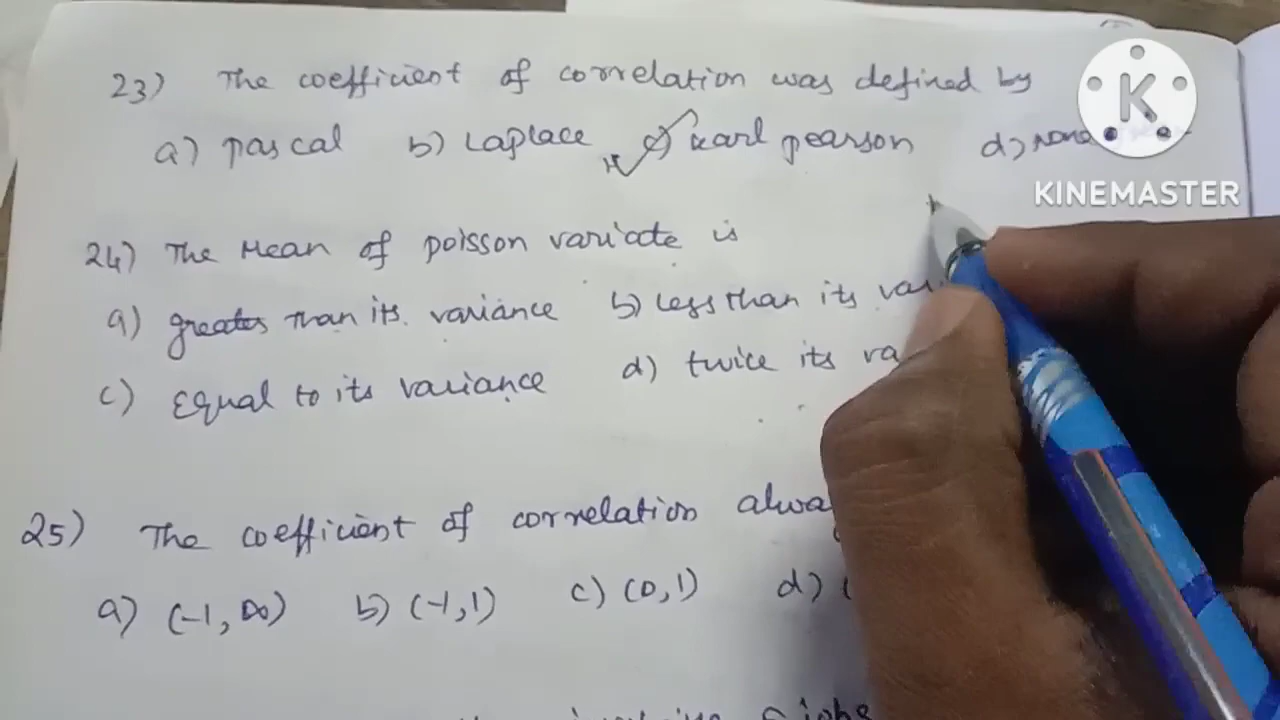 23) The coefficient of correlation was defined by
a) pascal b) Laplace c) karl pearson d) None
24) The Mean of poisson variate is
a) greater than its variance b) Less than its
c) Equal to its variance d) twice its
25) The coefficient of correlation
a) (-1, ∞) b) (-1, 1) c) (0, 1) d) (
K
KINEMASTER